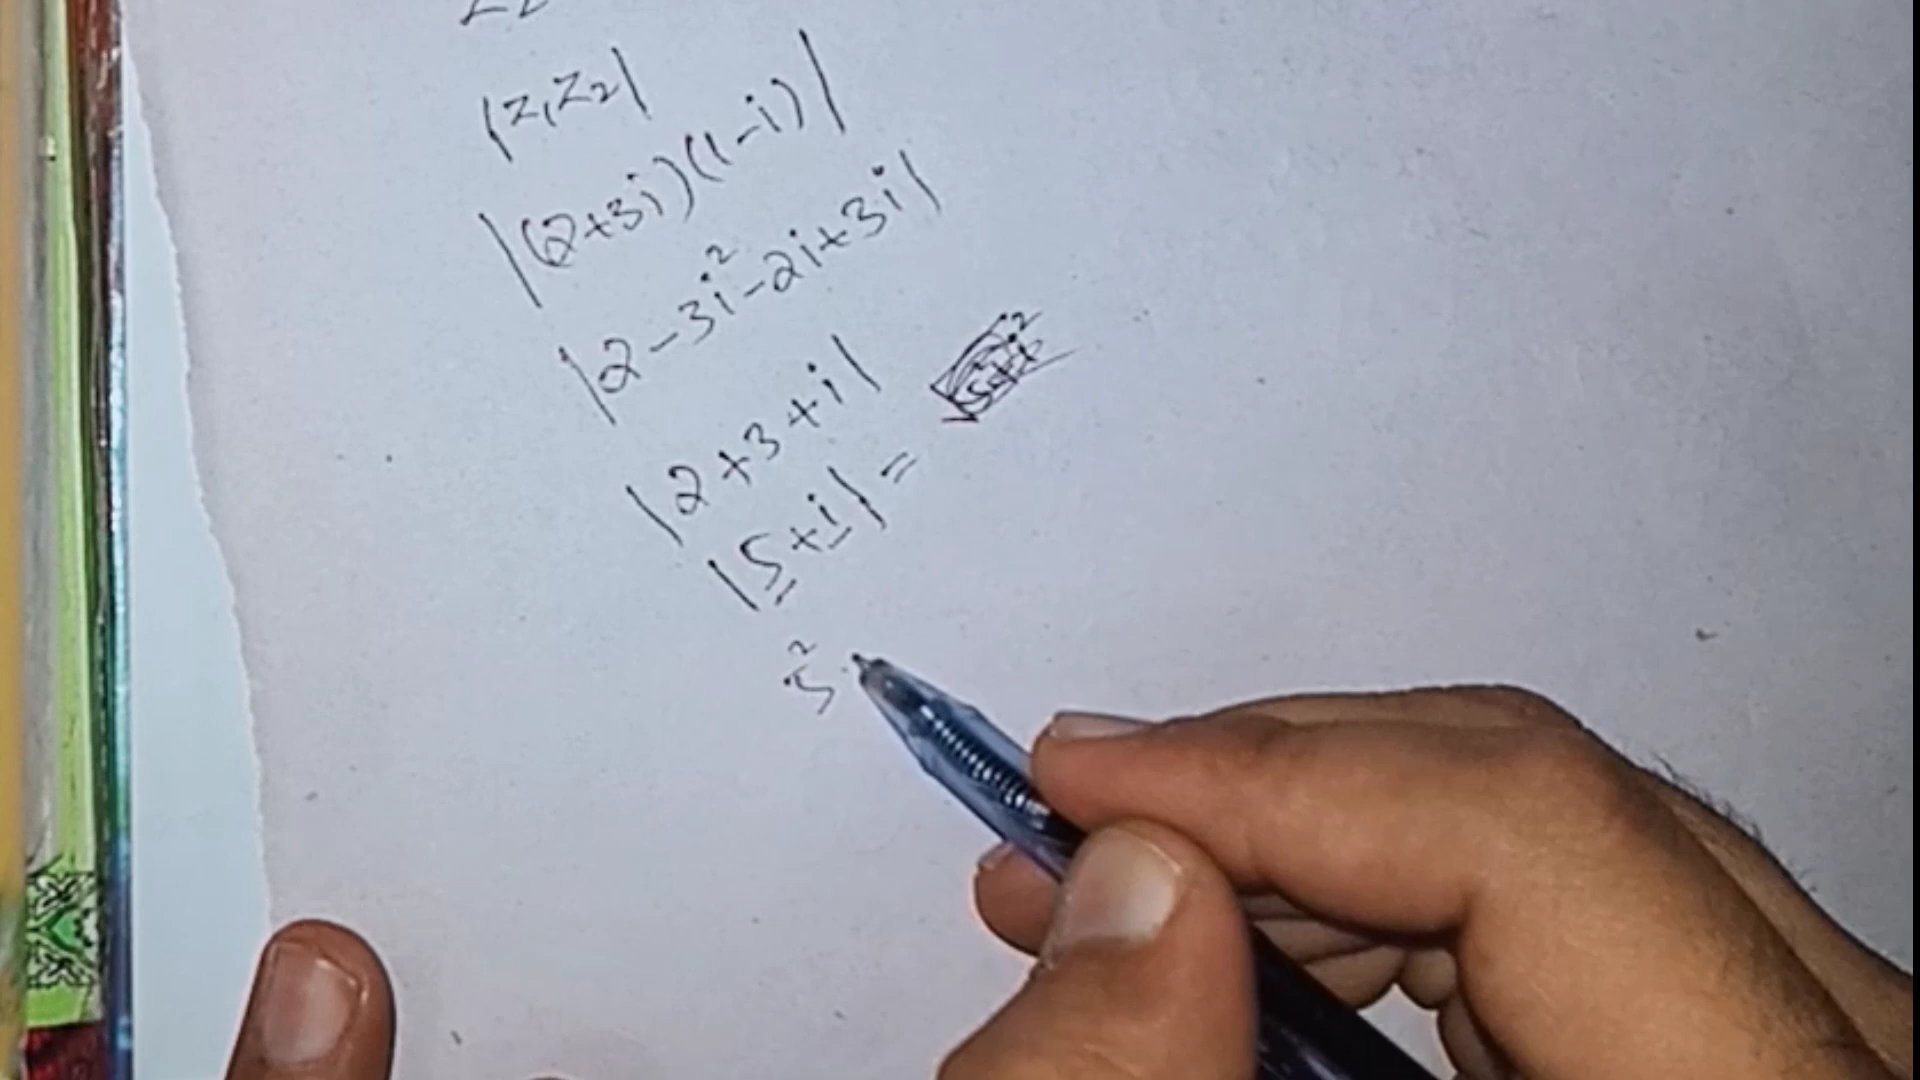 |z₁z₂|
|(2+3i)(1-i)|
|2-3i²-2i+3i|
|2+3+i|
|5+i| =
5²